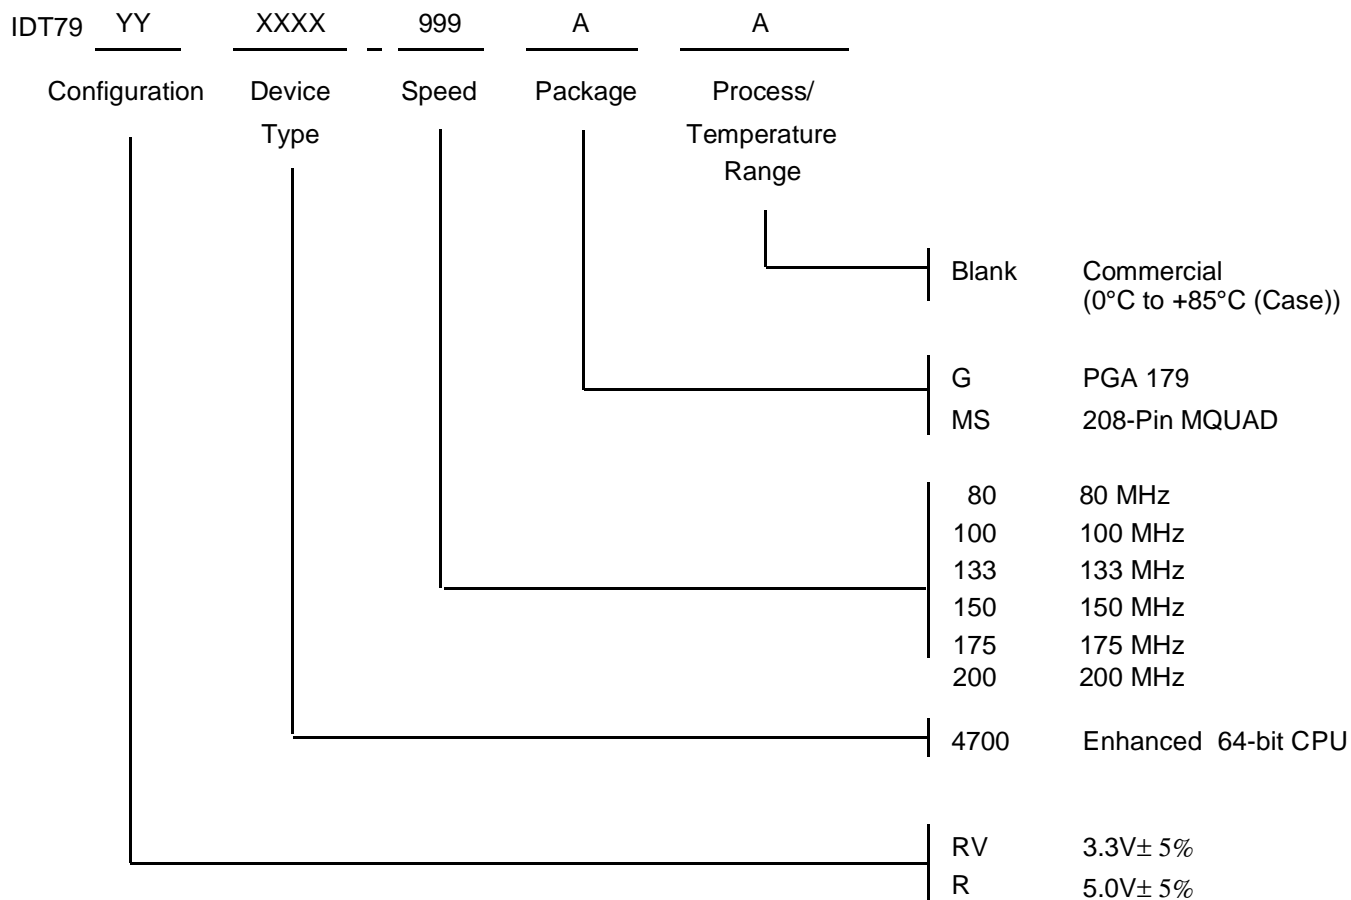 IDT79 YY XXXX - 999 A A
Configuration Device Speed Package Process/
Type Temperature
Range
Blank Commercial
(0°C to +85°C (Case))
G PGA 179
MS 208-Pin MQUAD
80 80 MHz
100 100 MHz
133 133 MHz
150 150 MHz
175 175 MHz
200 200 MHz
4700 Enhanced 64-bit CPU
RV 3.3V± 5%
R 5.0V± 5%